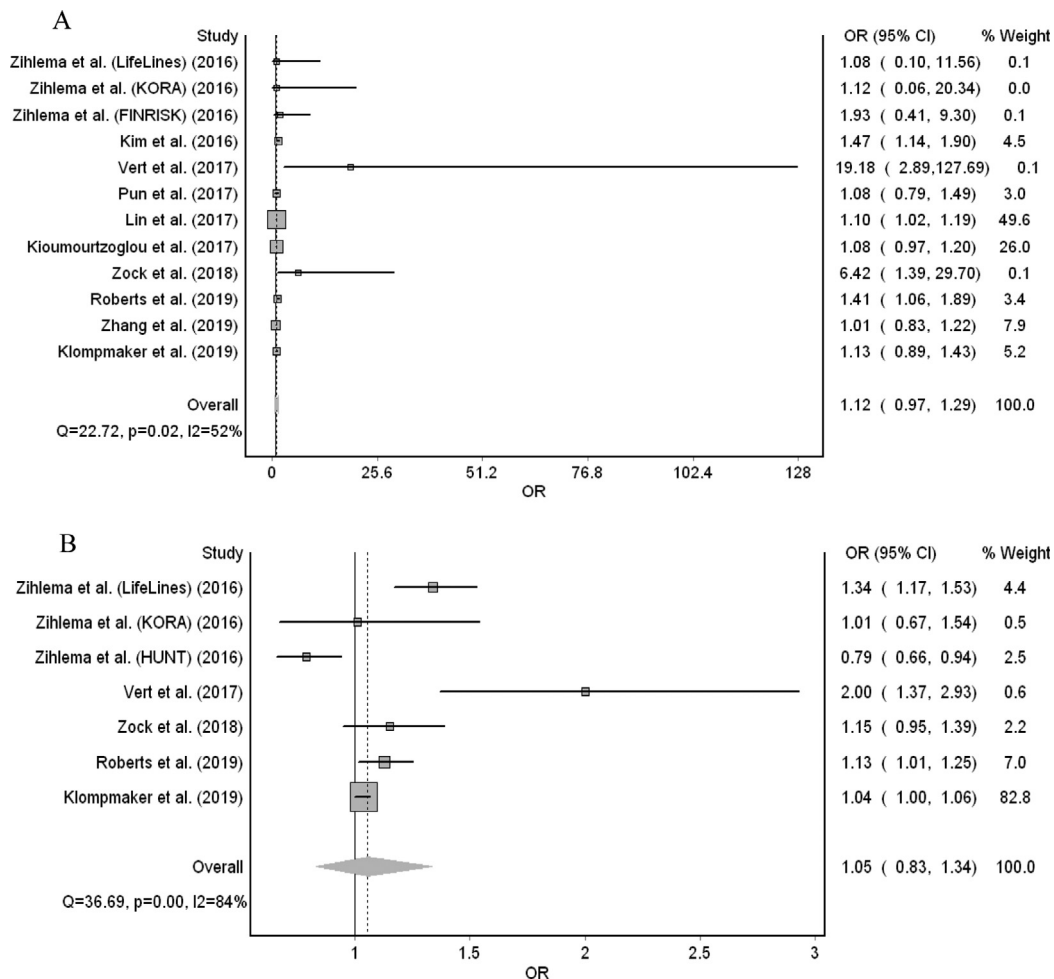 A
Study OR (95% CI) % Weight
Zihlema et al. (LifeLines) (2016) 1.08 ( 0.10, 11.56) 0.1
Zihlema et al. (KORA) (2016) 1.12 ( 0.06, 20.34) 0.0
Zihlema et al. (FINRISK) (2016) 1.93 ( 0.41, 9.30) 0.1
Kim et al. (2016) 1.47 ( 1.14, 1.90) 4.5
Vert et al. (2017) 19.18 ( 2.89,127.69) 0.1
Pun et al. (2017) 1.08 ( 0.79, 1.49) 3.0
Lin et al. (2017) 1.10 ( 1.02, 1.19) 49.6
Kioumourtzoglou et al. (2017) 1.08 ( 0.97, 1.20) 26.0
Zock et al. (2018) 6.42 ( 1.39, 29.70) 0.1
Roberts et al. (2019) 1.41 ( 1.06, 1.89) 3.4
Zhang et al. (2019) 1.01 ( 0.83, 1.22) 7.9
Klompmaker et al. (2019) 1.13 ( 0.89, 1.43) 5.2
Overall 1.12 ( 0.97, 1.29) 100.0
Q=22.72, p=0.02, I2=52%
0 25.6 51.2 76.8 102.4 128
OR
B
Study OR (95% CI) % Weight
Zihlema et al. (LifeLines) (2016) 1.34 ( 1.17, 1.53) 4.4
Zihlema et al. (KORA) (2016) 1.01 ( 0.67, 1.54) 0.5
Zihlema et al. (HUNT) (2016) 0.79 ( 0.66, 0.94) 2.5
Vert et al. (2017) 2.00 ( 1.37, 2.93) 0.6
Zock et al. (2018) 1.15 ( 0.95, 1.39) 2.2
Roberts et al. (2019) 1.13 ( 1.01, 1.25) 7.0
Klompmaker et al. (2019) 1.04 ( 1.00, 1.06) 82.8
Overall 1.05 ( 0.83, 1.34) 100.0
Q=36.69, p=0.00, I2=84%
1 1.5 2 2.5 3
OR